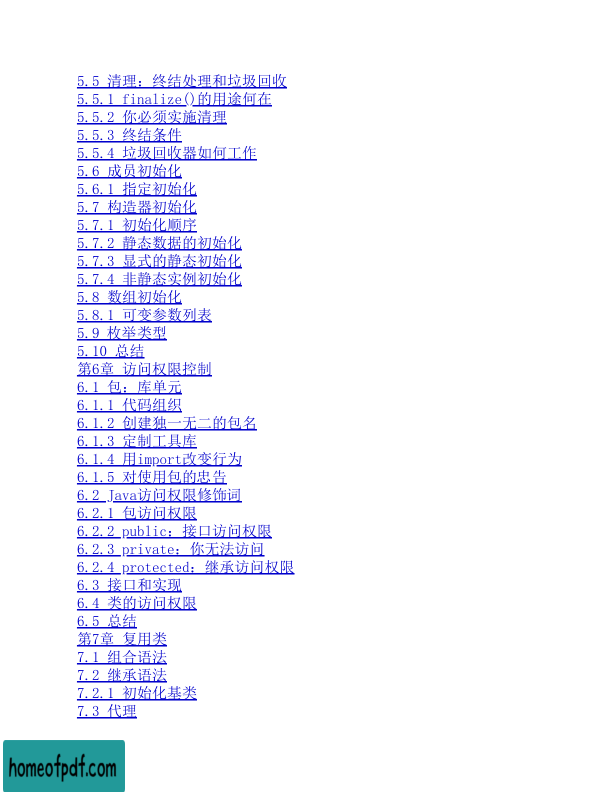 5.5 清理：终结处理和垃圾回收
5.5.1 finalize()的用途何在
5.5.2 你必须实施清理
5.5.3 终结条件
5.5.4 垃圾回收器如何工作
5.6 成员初始化
5.6.1 指定初始化
5.7 构造器初始化
5.7.1 初始化顺序
5.7.2 静态数据的初始化
5.7.3 显式的静态初始化
5.7.4 非静态实例初始化
5.8 数组初始化
5.8.1 可变参数列表
5.9 枚举类型
5.10 总结
第6章 访问权限控制
6.1 包：库单元
6.1.1 代码组织
6.1.2 创建独一无二的包名
6.1.3 定制工具库
6.1.4 用import改变行为
6.1.5 对使用包的忠告
6.2 Java访问权限修饰词
6.2.1 包访问权限
6.2.2 public：接口访问权限
6.2.3 private：你无法访问
6.2.4 protected：继承访问权限
6.3 接口和实现
6.4 类的访问权限
6.5 总结
第7章 复用类
7.1 组合语法
7.2 继承语法
7.2.1 初始化基类
7.3 代理
homeofpdf.com